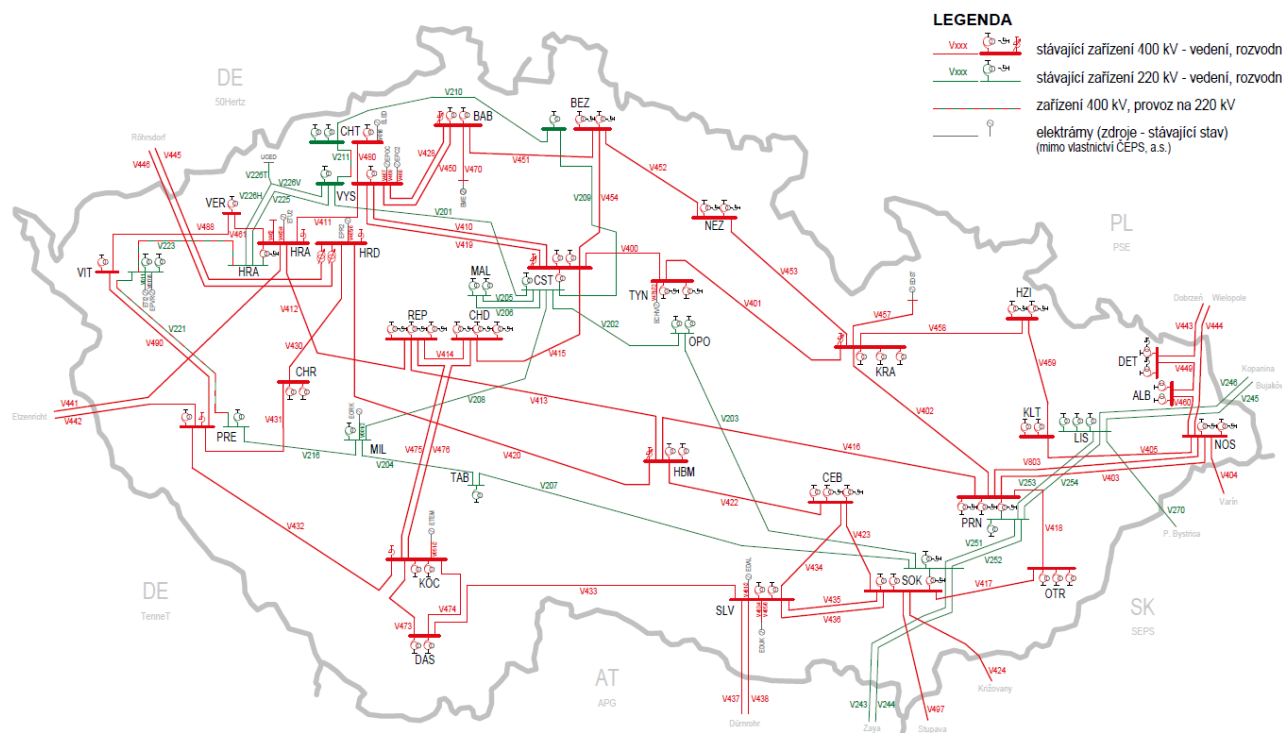 LEGENDA
Vxxx stávající zařízení 400 kV - vedení, rozvodn
Vxxx stávající zařízení 220 kV - vedení, rozvodn
zařízení 400 kV, provoz na 220 kV
elektrárny (zdroje - stávající stav)
(mimo vlastnictví ČEPS, a.s.)
DE
50Hertz
V210
BEZ
BAB
CHT
V211
V480
V428
V450
V470
V451
V452
Röhrsdorf
V445
V446
UGED
V226T
V226V
V226H
V225
VYS
V209
V454
VER
V488
V461
V411
V201
V410
V419
NEZ
PL
PSE
HRA
HRA
HRD
VIT
V223
V400
V453
EDST
CST
MAL
V205
V206
TYN
V401
V457
V458
HZI
Dobrzeń
Wielopole
V443
V444
V412
REP
CHD
V202
OPO
KRA
V221
V490
V430
V414
V415
V459
DET
V449
Kopanina
Bujaków
V246
V245
ALB
V460
CHR
V208
V413
V203
V402
KLT
LIS
NOS
Etzenricht
V441
V442
V431
PRE
V216
MIL
V204
V475
V476
V420
V416
V405
V803
V403
V404
Varín
TAB
V207
HBM
V422
CEB
V253
V254
V270
P. Bystrica
PRN
V418
V432
ETEM
KOC
V423
V434
V251
V252
EDAL
SOK
V417
OTR
DE
TenneT
V474
V473
DAS
V433
SLV
V435
V436
EDUK
SK
SEPS
AT
APG
V437
V438
Dürnrohr
V243
V244
Zaya
V497
Stupava
V424
Križovany